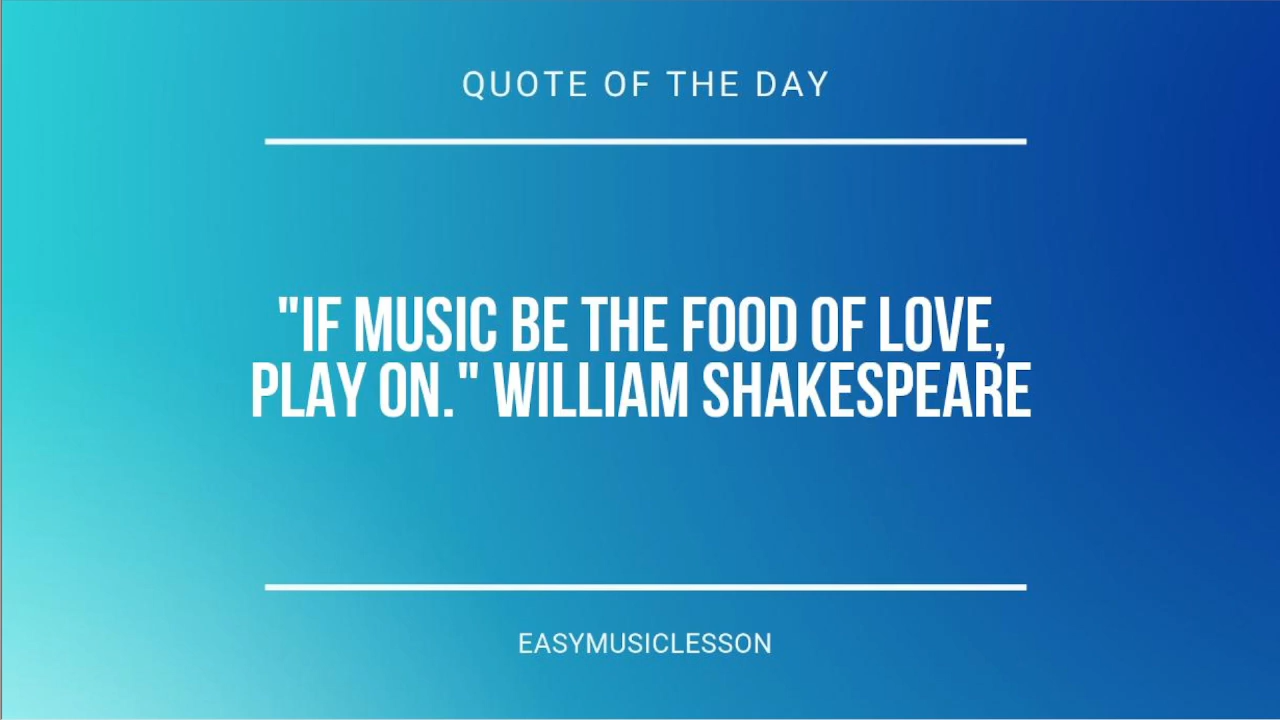 QUOTE OF THE DAY
"IF MUSIC BE THE FOOD OF LOVE,
PLAY ON." WILLIAM SHAKESPEARE
EASYMUSICLESSON